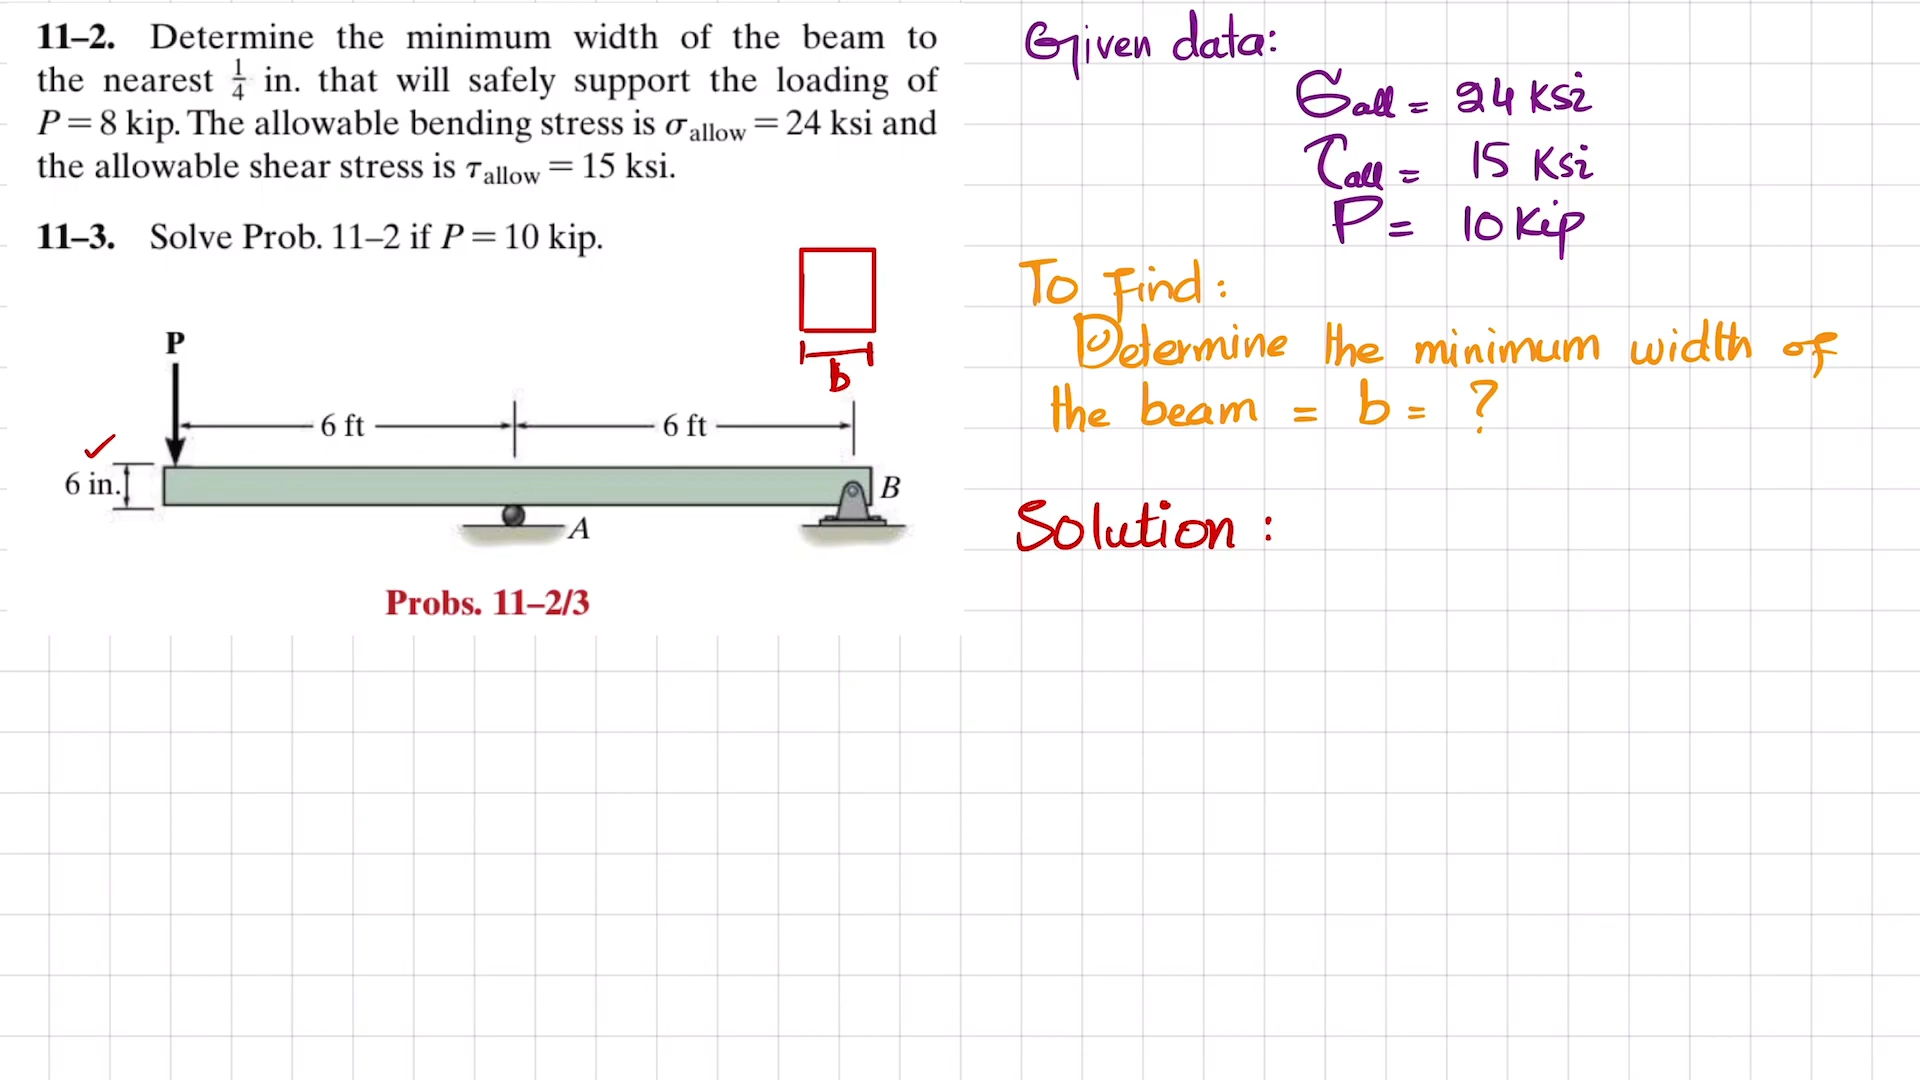 11–2. Determine the minimum width of the beam to
the nearest 1/4 in. that will safely support the loading of
P = 8 kip. The allowable bending stress is σallow = 24 ksi and
the allowable shear stress is τallow = 15 ksi.
11–3. Solve Prob. 11–2 if P = 10 kip.
b
P
6 ft
6 ft
6 in.
B
A
Probs. 11–2/3
Given data:
σall = 24 ksi
τall = 15 Ksi
P = 10 Kip
To Find:
Determine the minimum width of
the beam = b = ?
Solution :